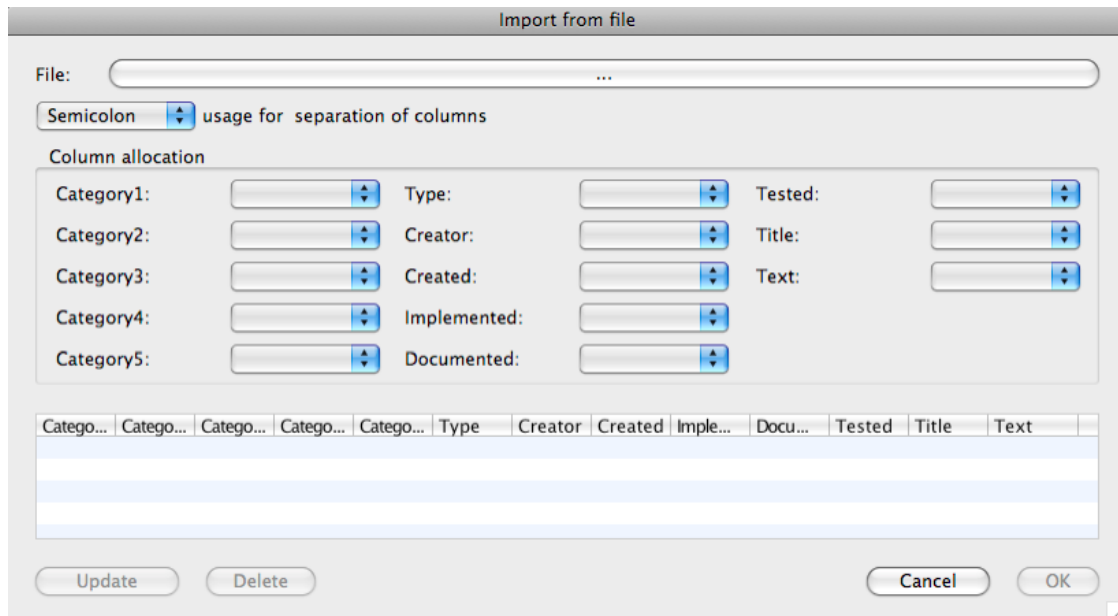 Import from file
File: ...
Semicolon usage for separation of columns
Column allocation
Category1: Type: Tested:
Category2: Creator: Title:
Category3: Created: Text:
Category4: Implemented:
Category5: Documented:
Catego... Catego... Catego... Catego... Catego... Type Creator Created Imple... Docu... Tested Title Text
Update Delete Cancel OK